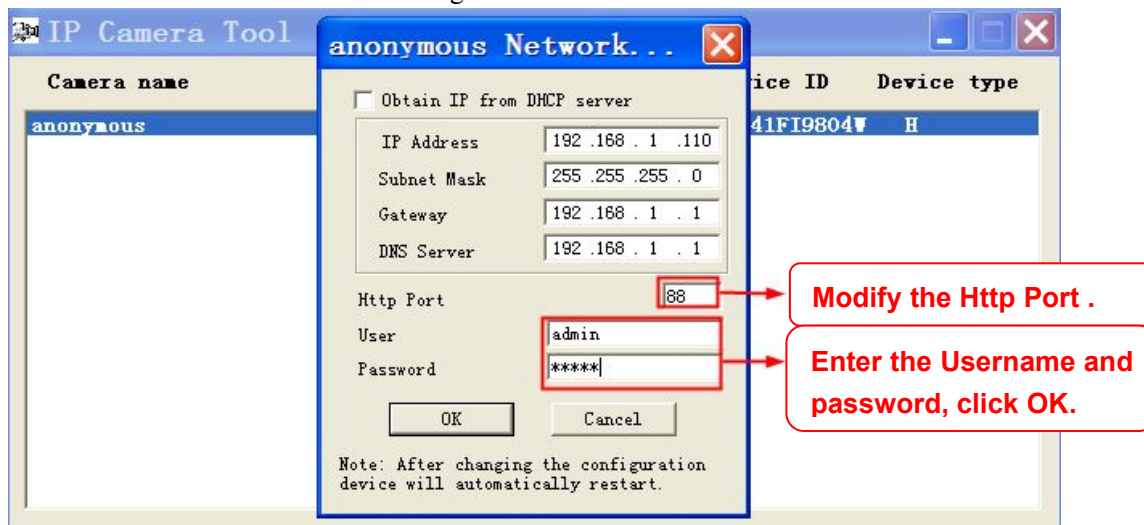 IP Camera Tool
anonymous Network...
Camera name
ice ID Device type
anonymous
41FI9804W H
Obtain IP from DHCP server
IP Address 192 .168 . 1 .110
Subnet Mask 255 .255 .255 . 0
Gateway 192 .168 . 1 . 1
DNS Server 192 .168 . 1 . 1
Http Port 88
Modify the Http Port .
User admin
Password *****
Enter the Username and
password, click OK.
OK Cancel
Note: After changing the configuration
device will automatically restart.